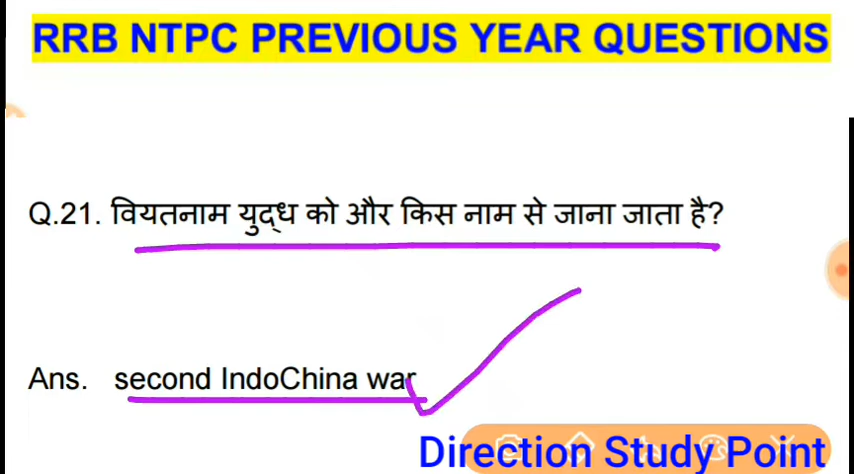 RRB NTPC PREVIOUS YEAR QUESTIONS
Q.21. वियतनाम युद्ध को और किस नाम से जाना जाता है?
Ans. second IndoChina war
Direction Study Point